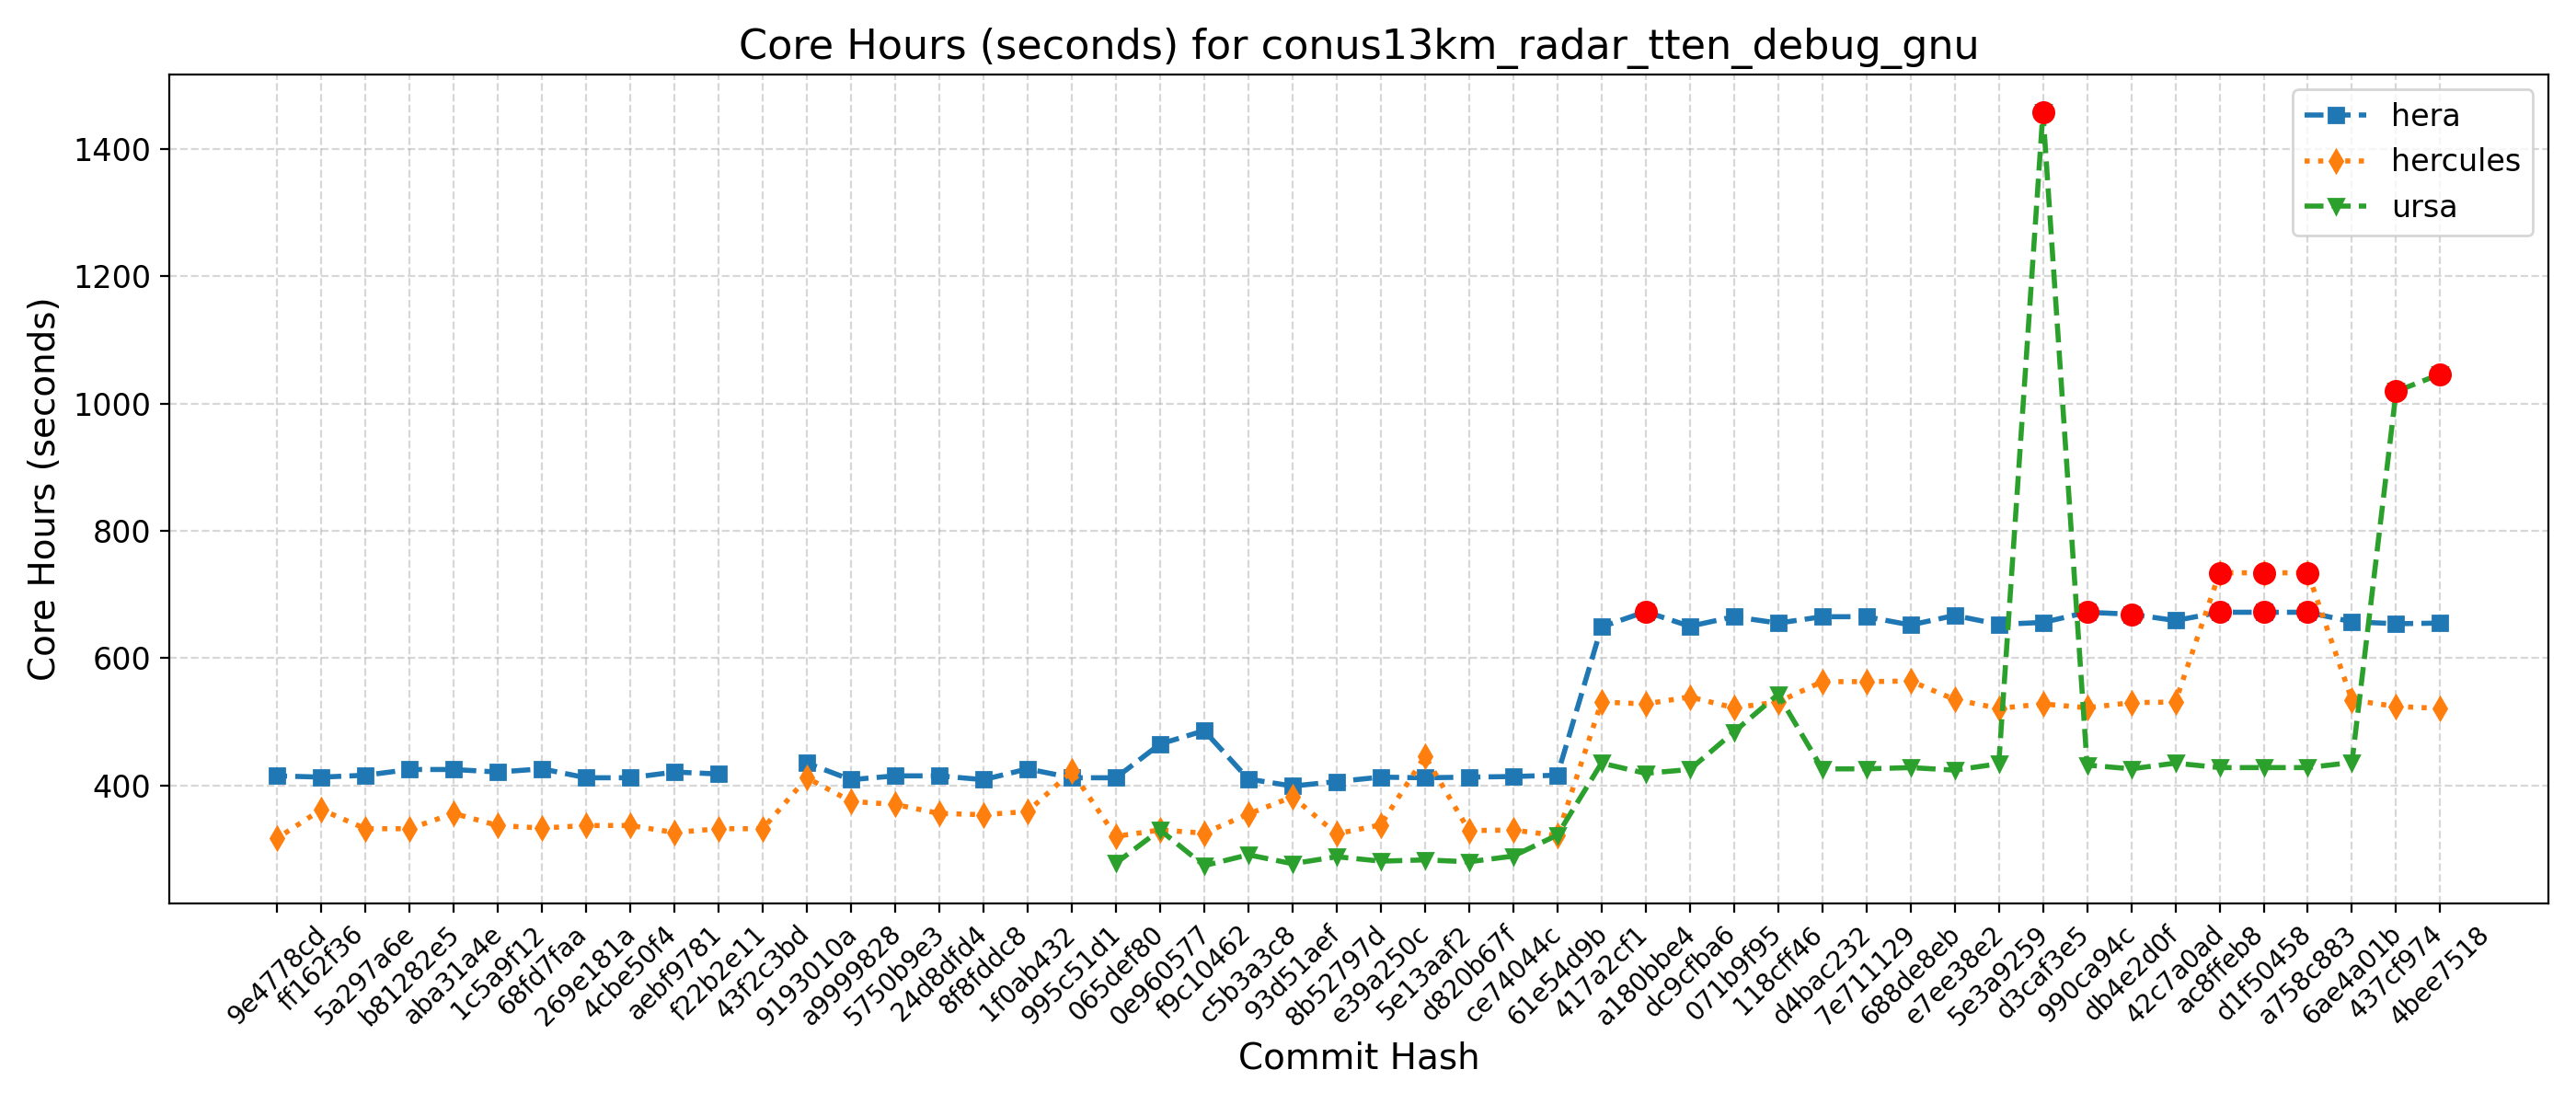 Core Hours (seconds) for conus13km_radar_tten_debug_gnu
Core Hours (seconds)
1400
1200
1000
800
600
400
hera
hercules
ursa
9e4778cd
ff162f36
5a297a6e
b81282e5
aba31a4e
1c5a9f12
68fd7faa
269e181a
4cbe50f4
aebf9781
f22b2e11
43f2c3bd
9193010a
a9999828
5750b9e3
24d8dfd4
8f8fddc8
1f0ab432
995c51d1
065def80
0e960577
f9c10462
c5b3a3c8
93d51aef
8b52797d
e39a250c
5e13aaf2
d820b67f
ce74044c
61e54d9b
417a2cf1
a180bbe4
dc9cfba6
071b9f95
118cff46
d4bac232
7e711129
688de8eb
e7ee38e2
5e3a9259
d3caf3e5
990ca94c
db4e2d0f
42c7a0ad
ac8ffeb8
d1f50458
a758c883
6ae4a01b
437cf974
4bee7518
Commit Hash